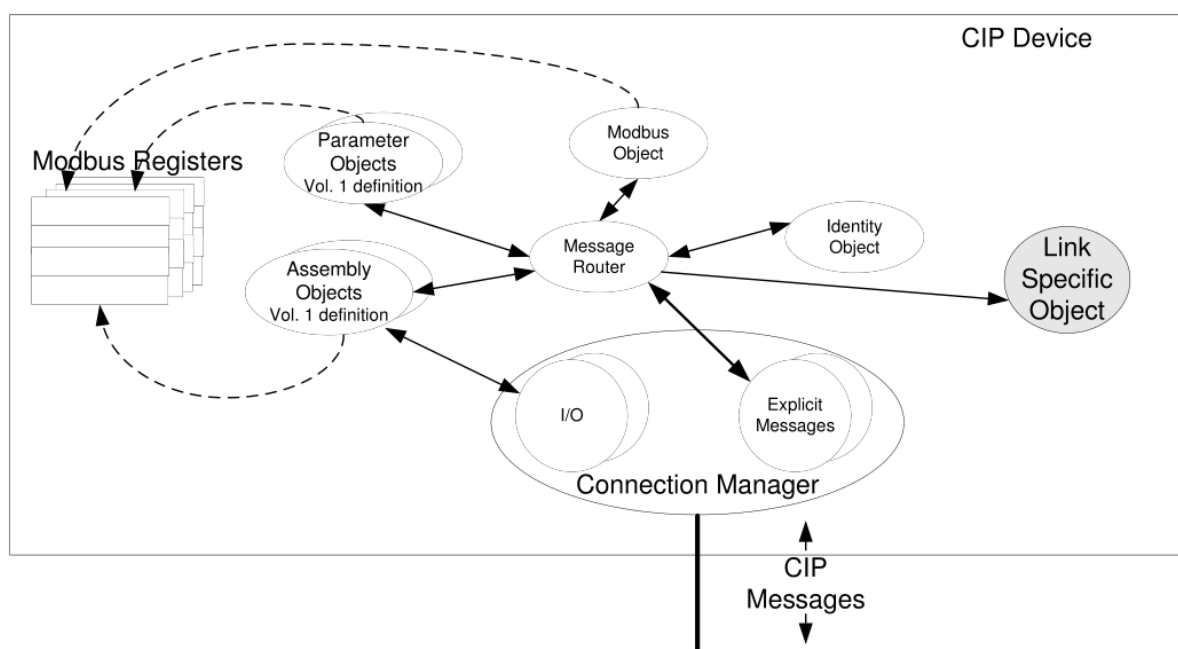 CIP Device
Modbus Registers
Parameter
Objects
Vol. 1 definition
Modbus
Object
Message
Router
Identity
Object
Link
Specific
Object
Assembly
Objects
Vol. 1 definition
I/O
Explicit
Messages
Connection Manager
CIP
Messages